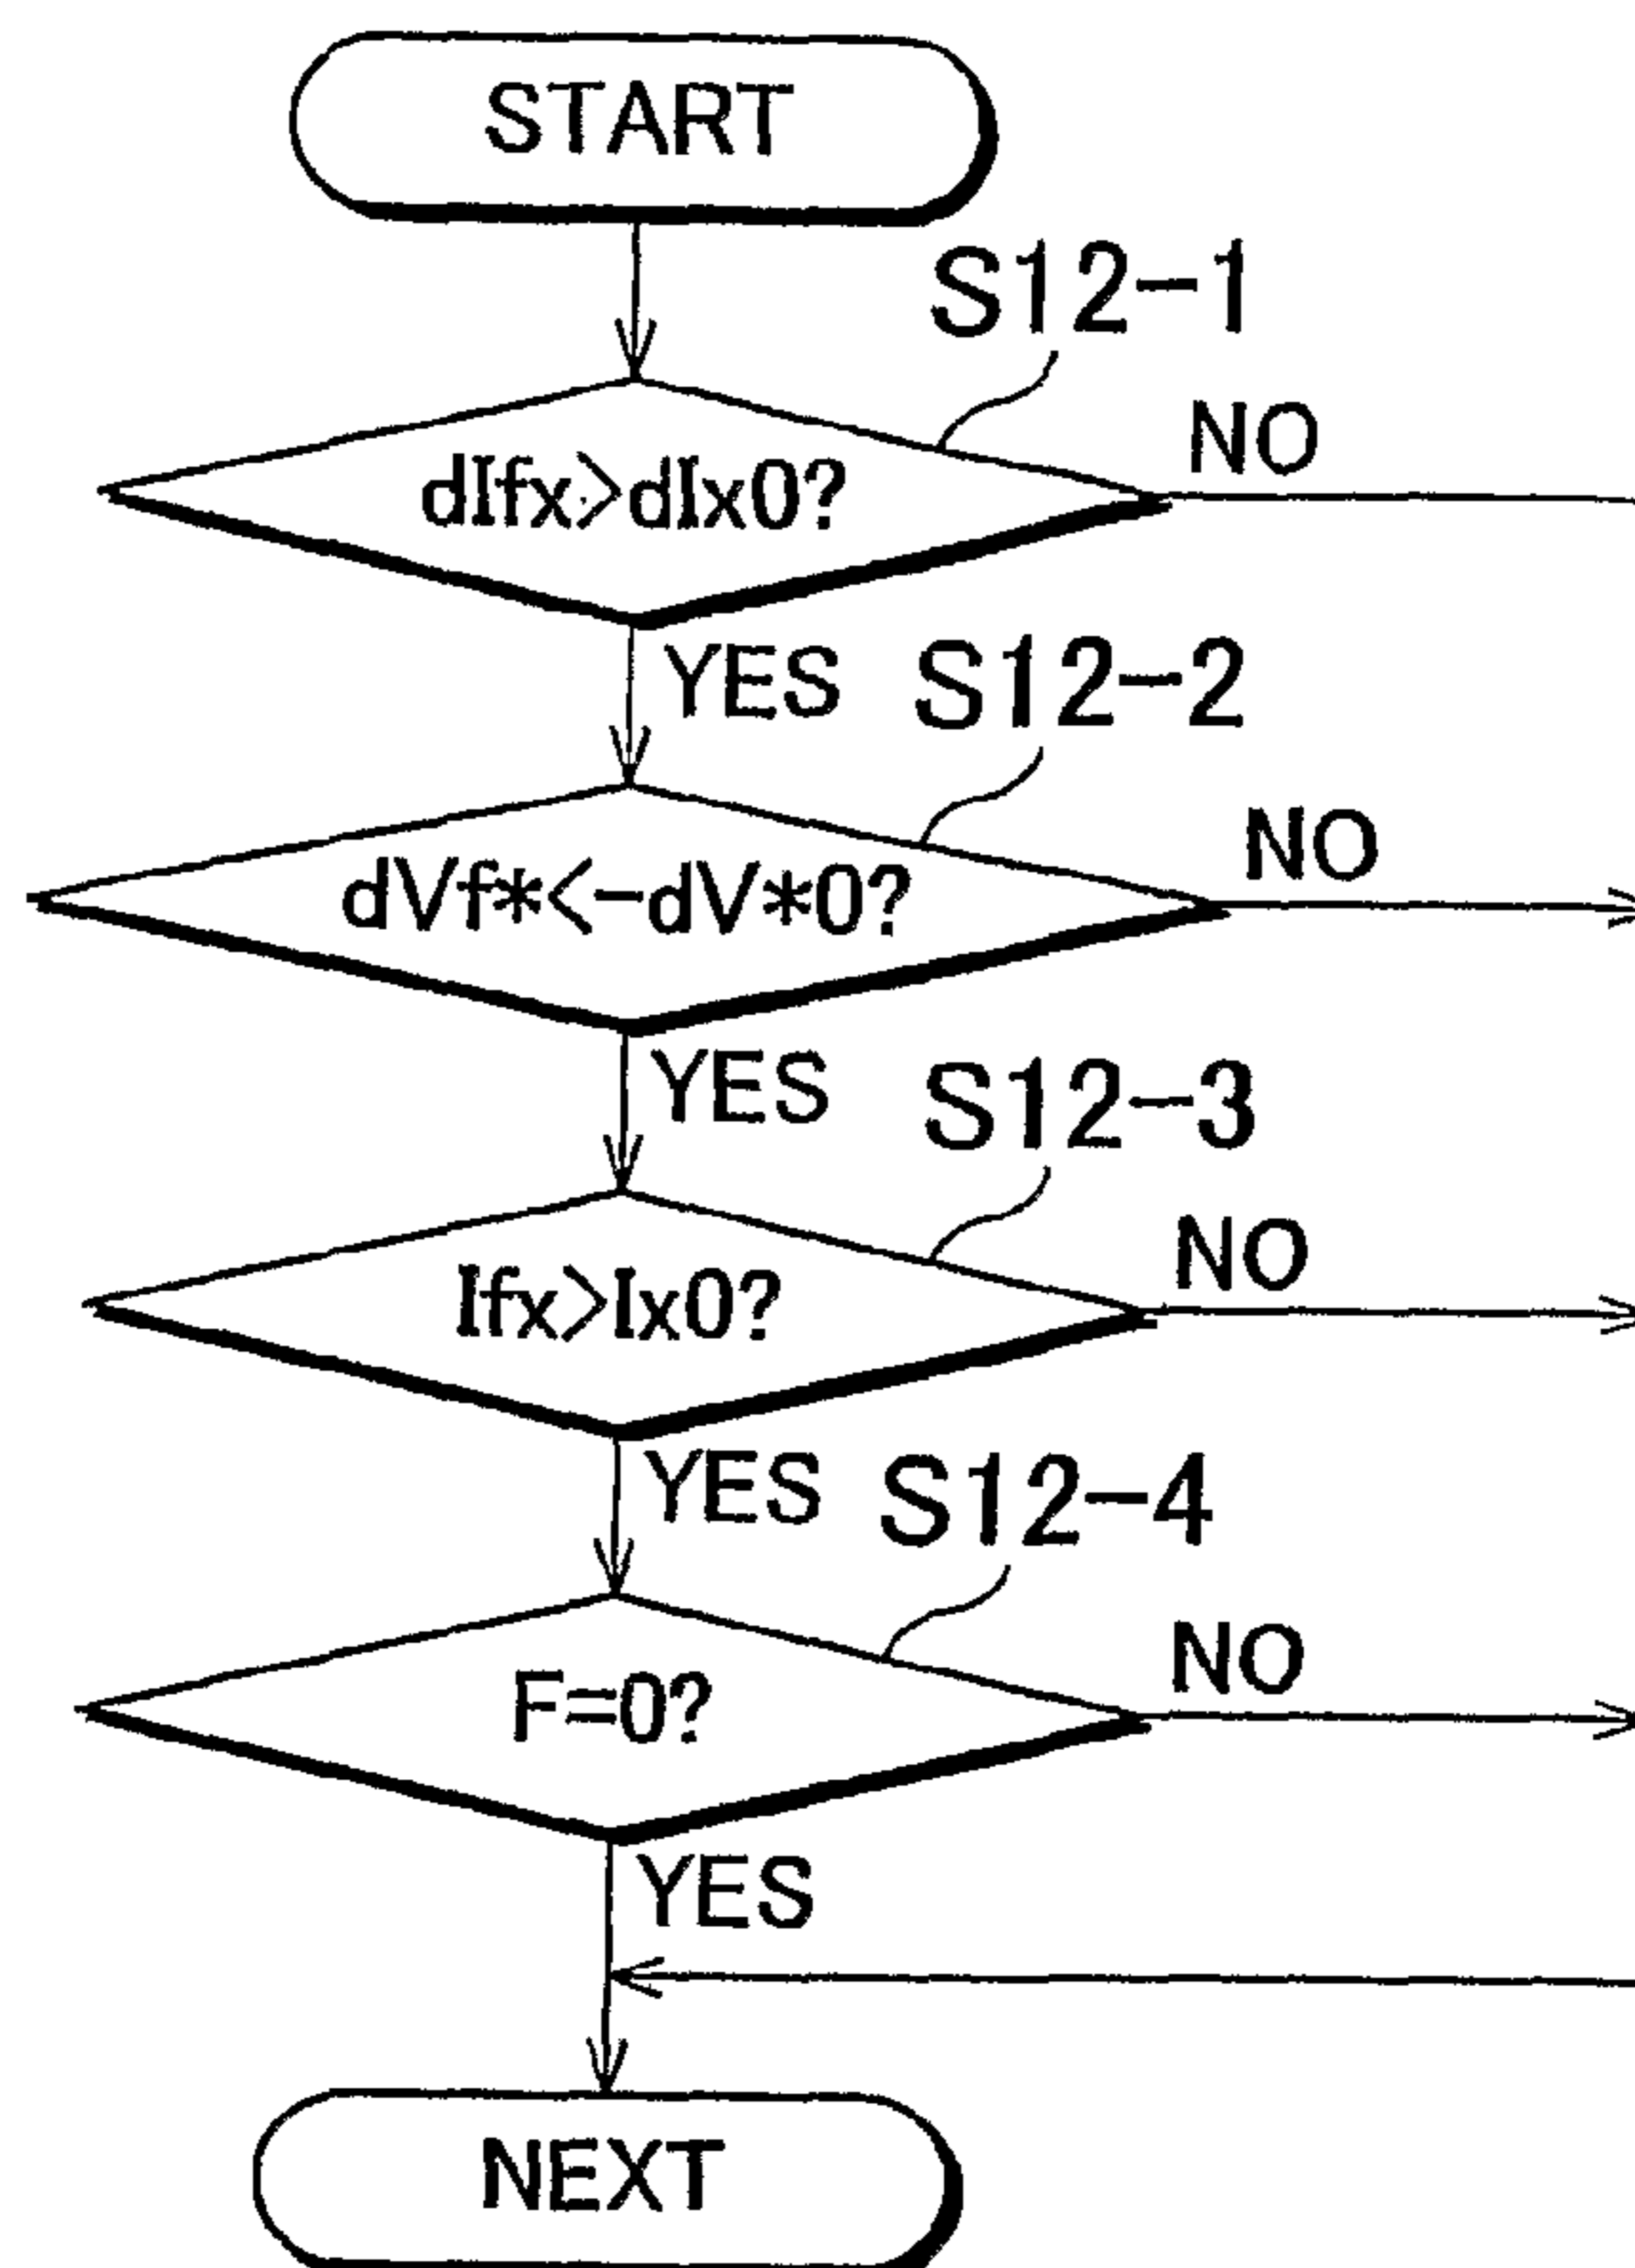 START
S12-1
NO
dIfx>dIx0?
YES
S12-2
NO
dVf*<-dV*0?
YES
S12-3
NO
Ifx>Ix0?
YES
S12-4
NO
F=0?
YES
NEXT